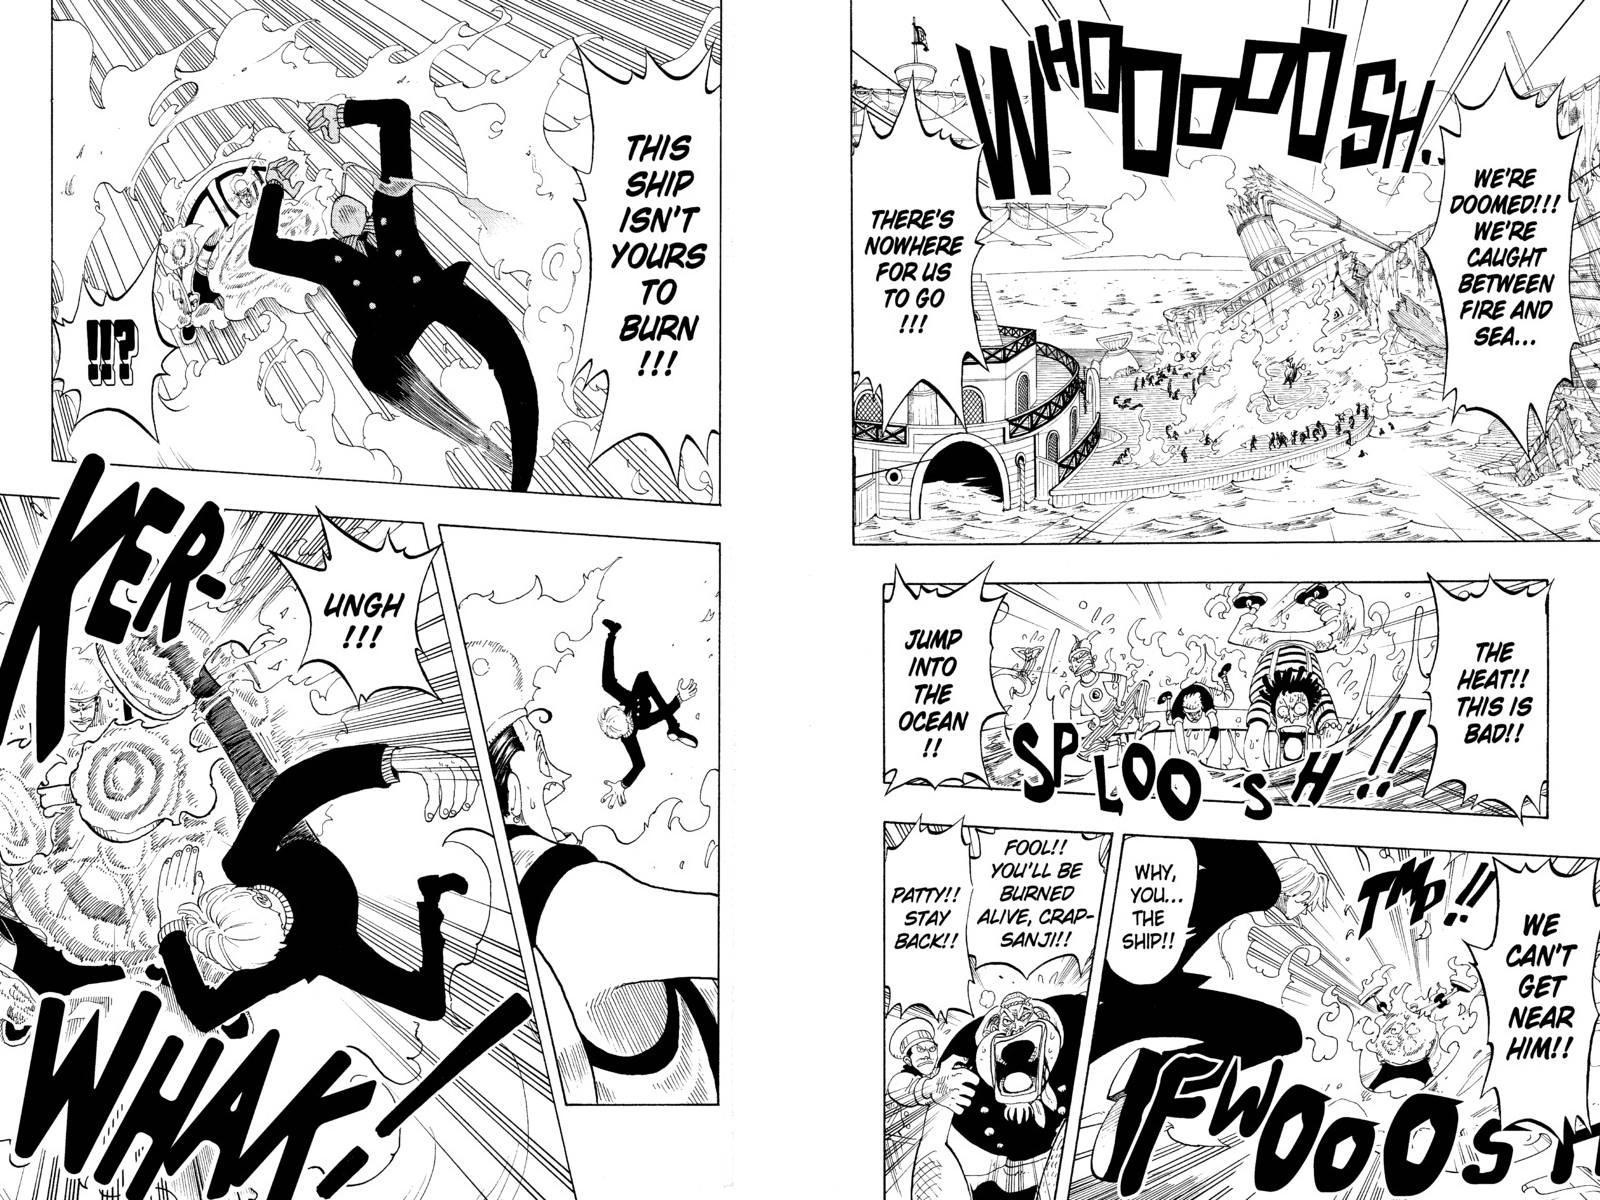 WHOOOOOOSH..
WE'RE
DOOMED!!!
WE'RE
CAUGHT
BETWEEN
FIRE AND
SEA...
THERE'S
NOWHERE
FOR US
TO GO
!!!
THE
HEAT!!
THIS IS
BAD!!
SPLOOSH!!
JUMP
INTO
THE
OCEAN
!!
WE
CAN'T
GET
NEAR
HIM!!
TMP!!
WHY,
YOU...
THE
SHIP!!
FWOOOOSH
FOOL!!
YOU'LL BE
BURNED
ALIVE, CRAP-
SANJI!!
PATTY!!
STAY
BACK!!
THIS
SHIP
ISN'T
YOURS
TO
BURN
!!!
!!?
UNGH
!!!
KER-
WHAK!